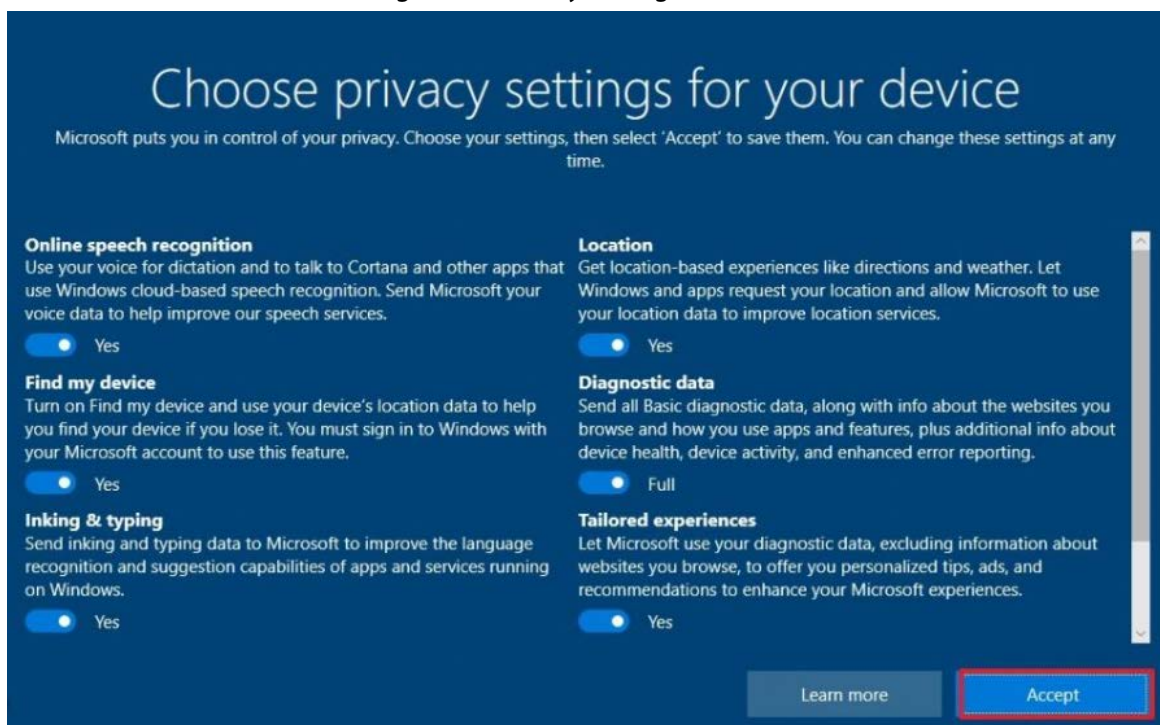 Choose privacy settings for your device
Microsoft puts you in control of your privacy. Choose your settings, then select 'Accept' to save them. You can change these settings at any
time.
Online speech recognition
Use your voice for dictation and to talk to Cortana and other apps that
use Windows cloud-based speech recognition. Send Microsoft your
voice data to help improve our speech services.
Yes
Find my device
Turn on Find my device and use your device's location data to help
you find your device if you lose it. You must sign in to Windows with
your Microsoft account to use this feature.
Yes
Inking & typing
Send inking and typing data to Microsoft to improve the language
recognition and suggestion capabilities of apps and services running
on Windows.
Yes
Location
Get location-based experiences like directions and weather. Let
Windows and apps request your location and allow Microsoft to use
your location data to improve location services.
Yes
Diagnostic data
Send all Basic diagnostic data, along with info about the websites you
browse and how you use apps and features, plus additional info about
device health, device activity, and enhanced error reporting.
Full
Tailored experiences
Let Microsoft use your diagnostic data, excluding information about
websites you browse, to offer you personalized tips, ads, and
recommendations to enhance your Microsoft experiences.
Yes
Learn more
Accept